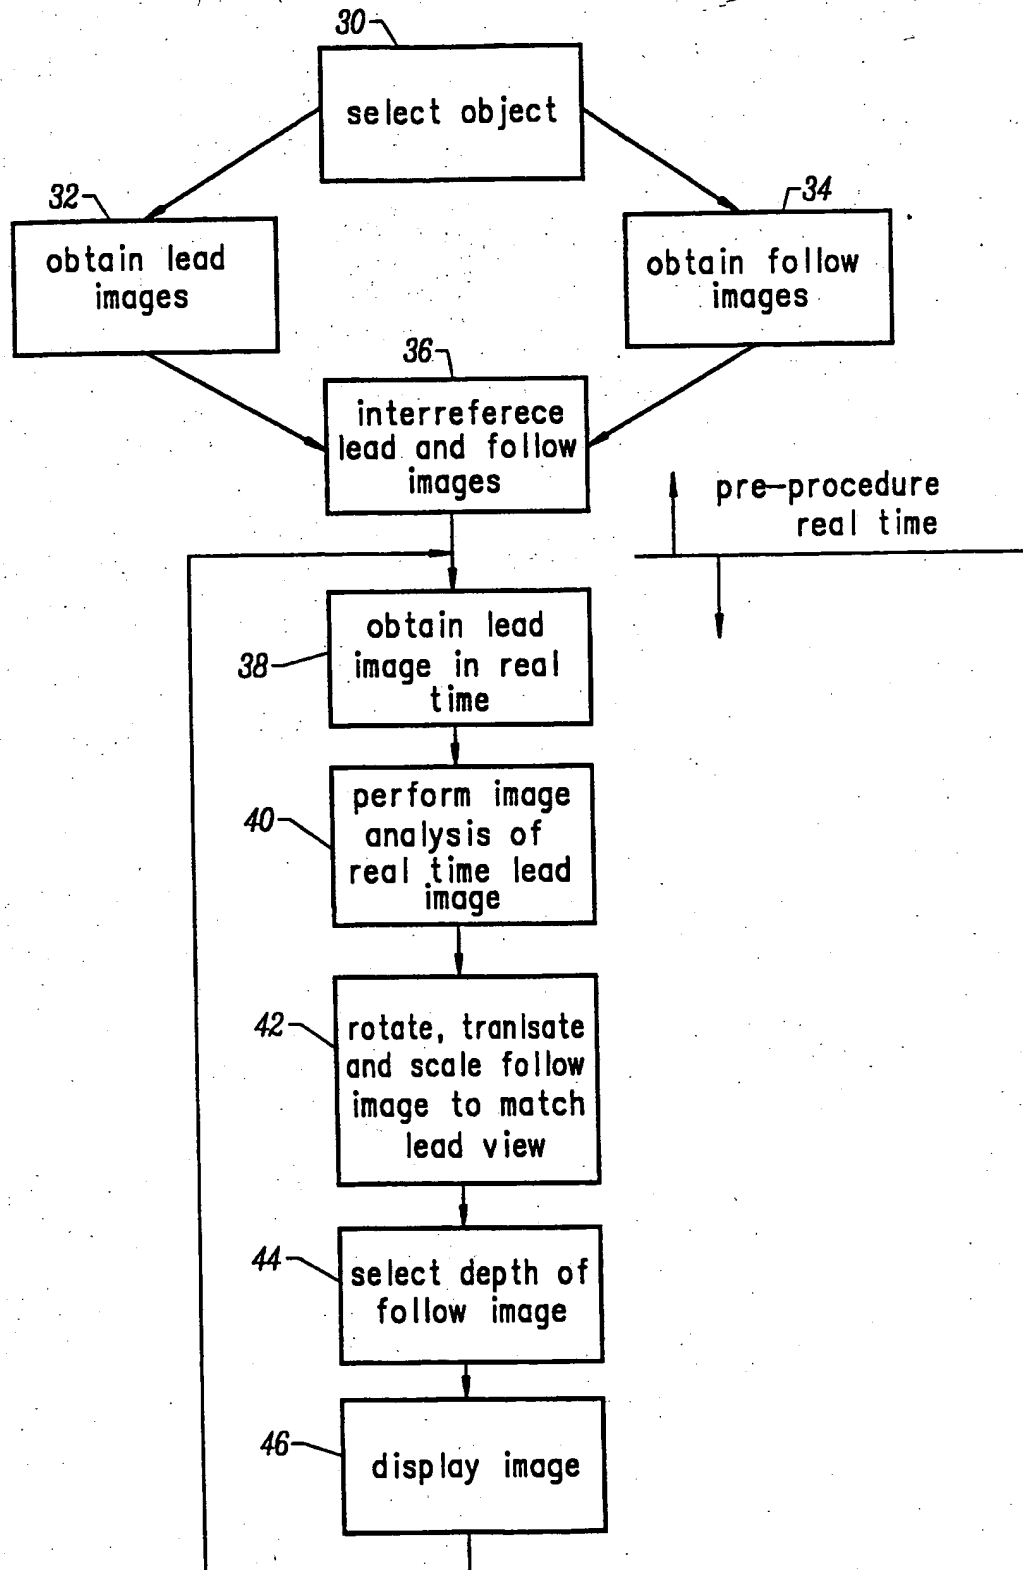 30
select object
32
obtain lead
images
34
obtain follow
images
36
interreferece
lead and follow
images
pre-procedure
real time
38
obtain lead
image in real
time
40
perform image
analysis of
real time lead
image
42
rotate, tranlsate
and scale follow
image to match
lead view
44
select depth of
follow image
46
display image